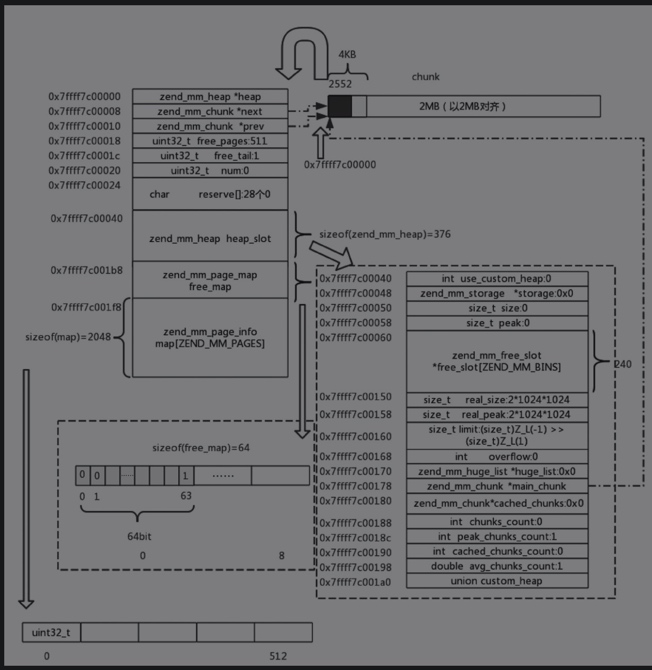 4KB
2552
chunk
2MB（以2MB对齐）
0x7ffff7c00000
0x7ffff7c00000 zend_mm_heap *heap
0x7ffff7c00008 zend_mm_chunk *next
0x7ffff7c00010 zend_mm_chunk *prev
0x7ffff7c00018 uint32_t free_pages:511
0x7ffff7c0001c uint32_t free_tail:1
0x7ffff7c00020 uint32_t num:0
0x7ffff7c00024
char reserve[]:28个0
0x7ffff7c00040
zend_mm_heap heap_slot
sizeof(zend_mm_heap)=376
0x7ffff7c001b8
zend_mm_page_map
free_map
0x7ffff7c001f8
sizeof(map)=2048
zend_mm_page_info
map[ZEND_MM_PAGES]
0x7ffff7c00040 int use_custom_heap:0
0x7ffff7c00048 zend_mm_storage *storage:0x0
0x7ffff7c00050 size_t size:0
0x7ffff7c00058 size_t peak:0
0x7ffff7c00060
zend_mm_free_slot
*free_slot[ZEND_MM_BINS]
240
0x7ffff7c00150 size_t real_size:2*1024*1024
0x7ffff7c00158 size_t real_peak:2*1024*1024
0x7ffff7c00160 size_t limit:(size_t)Z_L(-1) >>
(size_t)Z_L(1)
0x7ffff7c00168 int overflow:0
0x7ffff7c00170 zend_mm_huge_list *huge_list:0x0
0x7ffff7c00178 zend_mm_chunk *main_chunk
0x7ffff7c00180 zend_mm_chunk*cached_chunks:0x0
0x7ffff7c00188 int chunks_count:0
0x7ffff7c0018c int peak_chunks_count:1
0x7ffff7c00190 int cached_chunks_count:0
0x7ffff7c00198 double avg_chunks_count:1
0x7ffff7c001a0 union custom_heap
sizeof(free_map)=64
0 0 ...... 1 ......
0 1 63
64bit
0 8
uint32_t
0 512